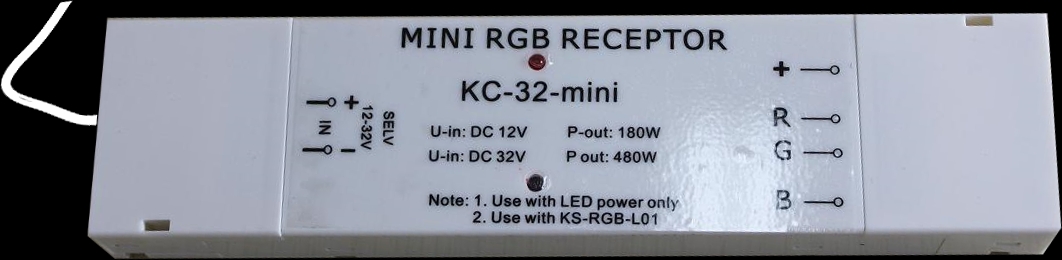 MINI RGB RECEPTOR
KC-32-mini
+
SELV
12-32V
IN
+
-
U-in: DC 12V P-out: 180W
U-in: DC 32V P out: 480W
Note: 1. Use with LED power only
2. Use with KS-RGB-L01
R
G
B